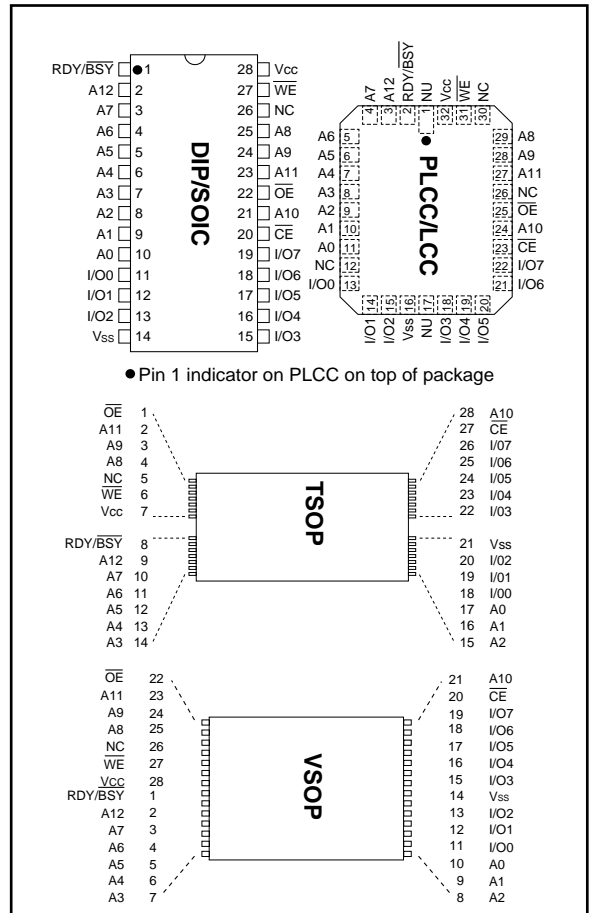 RDY/BSY 1 28 Vcc
A12 2 27 WE
A7 3 26 NC
A6 4 25 A8
A5 5 24 A9
A4 6 23 A11
A3 7 22 OE
A2 8 21 A10
A1 9 20 CE
A0 10 19 I/O7
I/O0 11 18 I/O6
I/O1 12 17 I/O5
I/O2 13 16 I/O4
Vss 14 15 I/O3
DIP/SOIC
A7 A12 RDY/BSY NU Vcc WE NC
4 3 2 1 32 31 30
A6 5 29 A8
A5 6 28 A9
A4 7 27 A11
A3 8 26 NC
A2 9 25 OE
A1 10 24 A10
A0 11 23 CE
NC 12 22 I/O7
I/O0 13 21 I/O6
PLCC/LCC
14 15 16 17 18 19 20
I/O1 I/O2 Vss NU I/O3 I/O4 I/O5
● Pin 1 indicator on PLCC on top of package
OE 1 28 A10
A11 2 27 CE
A9 3 26 I/07
A8 4 25 I/06
NC 5 24 I/05
WE 6 23 I/04
Vcc 7 22 I/03
RDY/BSY 8 21 Vss
A12 9 20 I/02
A7 10 19 I/01
A6 11 18 I/00
A5 12 17 A0
A4 13 16 A1
A3 14 15 A2
TSOP
OE 22 21 A10
A11 23 20 CE
A9 24 19 I/O7
A8 25 18 I/O6
NC 26 17 I/O5
WE 27 16 I/O4
Vcc 28 15 I/O3
RDY/BSY 1 14 Vss
A12 2 13 I/O2
A7 3 12 I/O1
A6 4 11 I/O0
A5 5 10 A0
A4 6 9 A1
A3 7 8 A2
VSOP